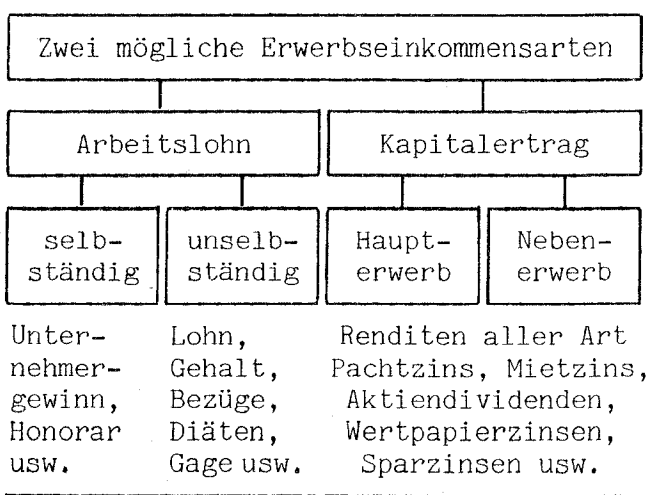 Zwei mögliche Erwerbseinkommensarten
Arbeitslohn
Kapitalertrag
selb-
ständig
unselb-
ständig
Haupt-
erwerb
Neben-
erwerb
Unter-
nehmer-
gewinn,
Honorar
usw.
Lohn,
Gehalt,
Bezüge,
Diäten,
Gage usw.
Renditen aller Art
Pachtzins, Mietzins,
Aktiendividenden,
Wertpapierzinsen,
Sparzinsen usw.